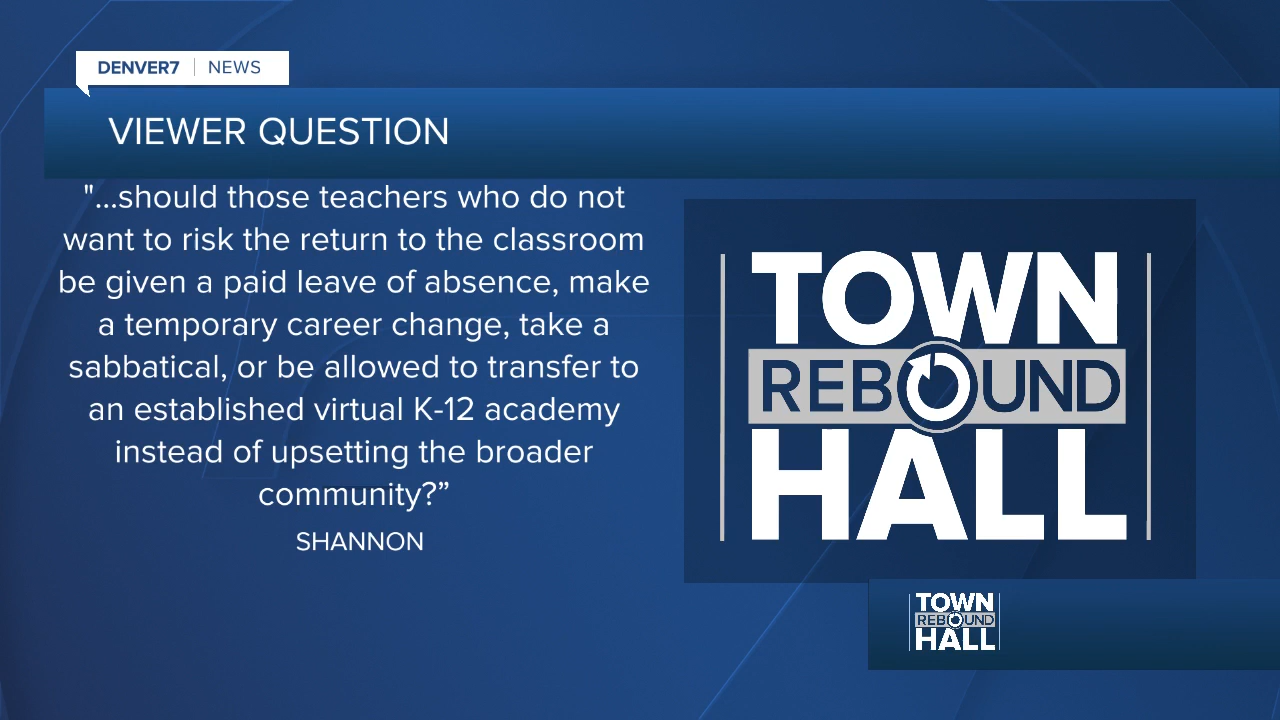 DENVER7 | NEWS
VIEWER QUESTION
"...should those teachers who do not
want to risk the return to the classroom
be given a paid leave of absence, make
a temporary career change, take a
sabbatical, or be allowed to transfer to
an established virtual K-12 academy
instead of upsetting the broader
community?”
SHANNON
TOWN
REBOUND
HALL
TOWN
REBOUND
HALL